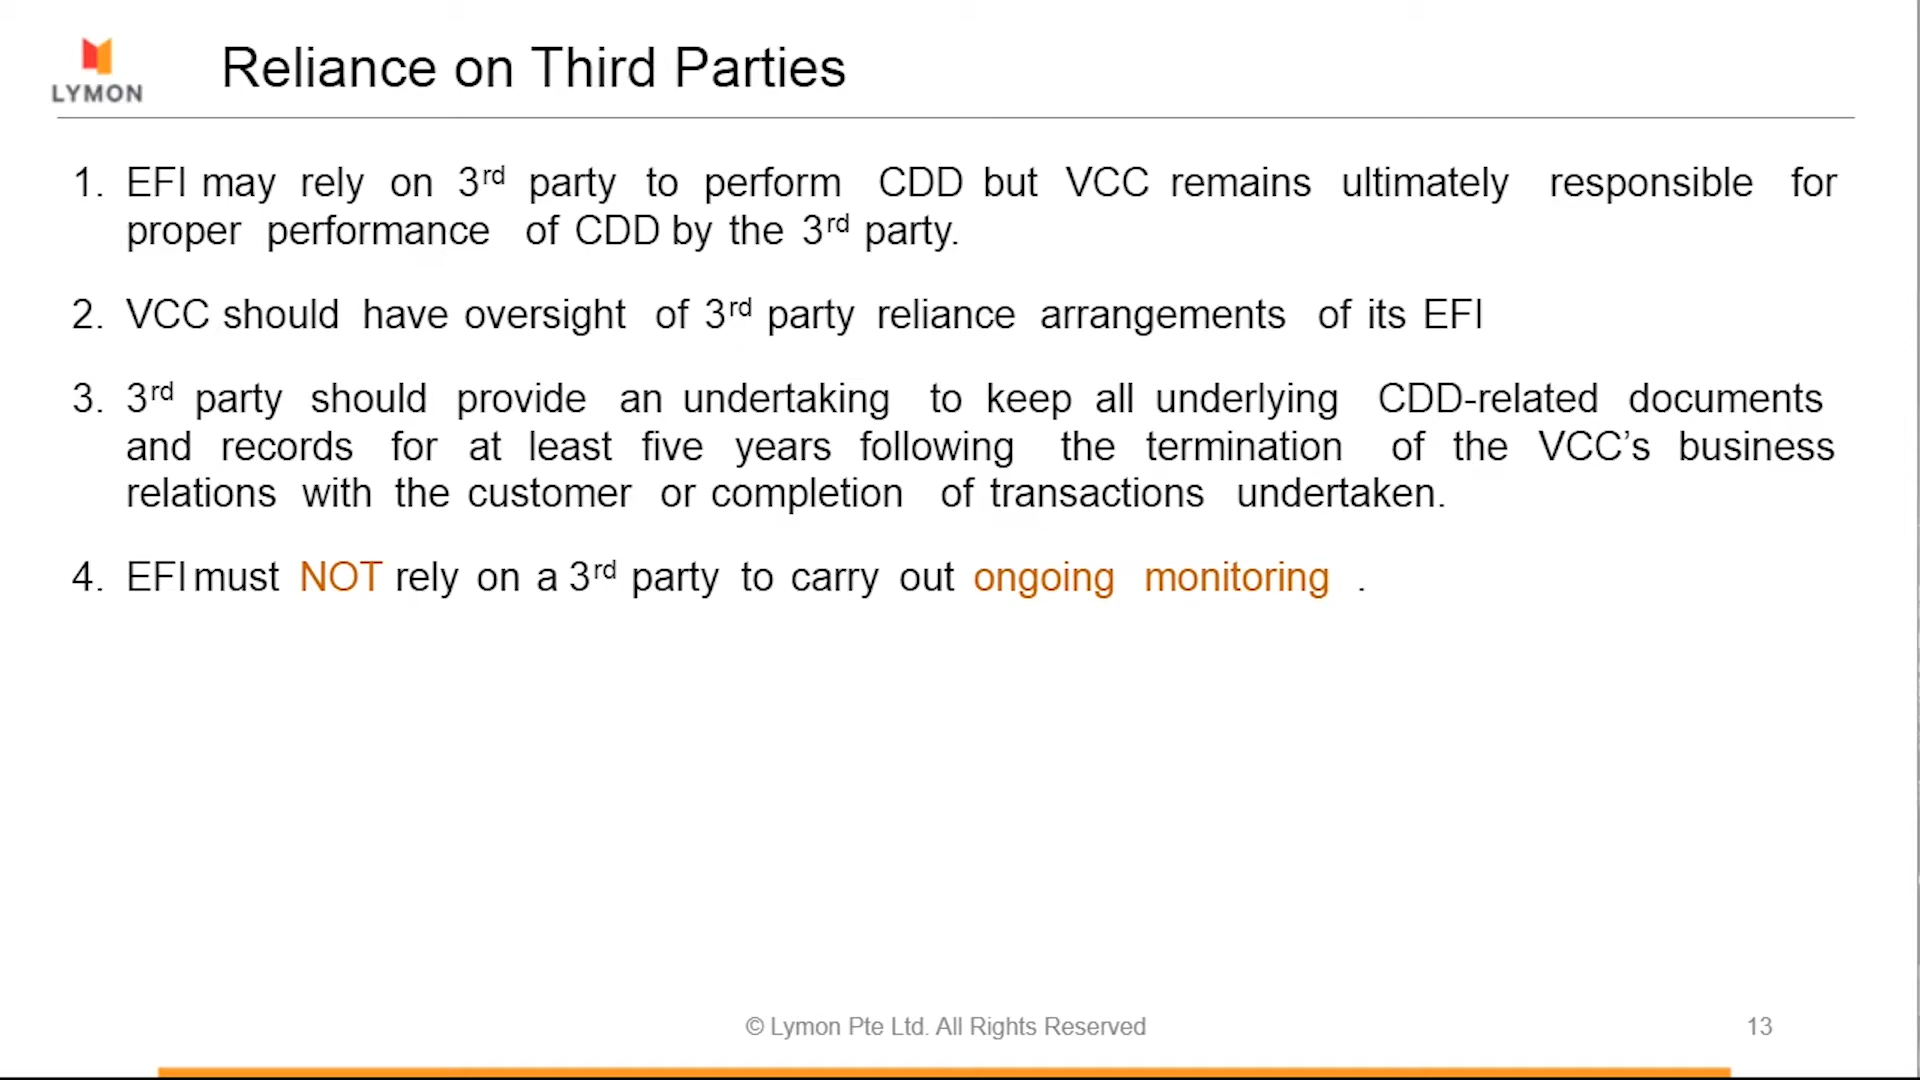 LYMON
Reliance on Third Parties
1. EFI may rely on 3rd party to perform CDD but VCC remains ultimately responsible for
proper performance of CDD by the 3rd party.
2. VCC should have oversight of 3rd party reliance arrangements of its EFI
3. 3rd party should provide an undertaking to keep all underlying CDD-related documents
and records for at least five years following the termination of the VCC’s business
relations with the customer or completion of transactions undertaken.
4. EFI must NOT rely on a 3rd party to carry out ongoing monitoring .
© Lymon Pte Ltd. All Rights Reserved
13